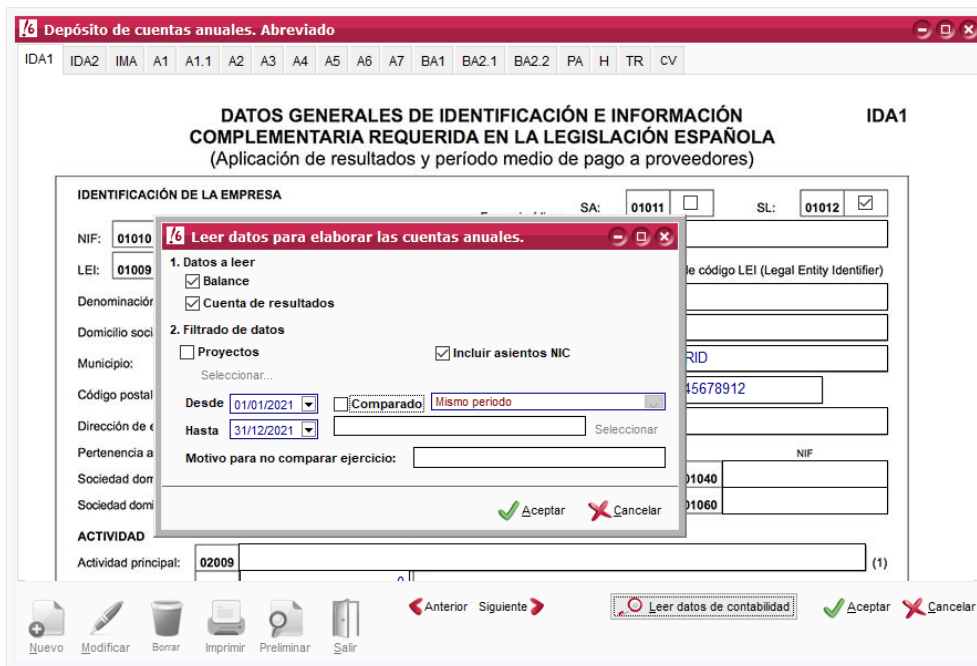 Depósito de cuentas anuales. Abreviado
IDA1 IDA2 IMA A1 A1.1 A2 A3 A4 A5 A6 A7 BA1 BA2.1 BA2.2 PA H TR CV
DATOS GENERALES DE IDENTIFICACIÓN E INFORMACIÓN IDA1
COMPLEMENTARIA REQUERIDA EN LA LEGISLACIÓN ESPAÑOLA
(Aplicación de resultados y período medio de pago a proveedores)
IDENTIFICACIÓN DE LA EMPRESA
SA: 01011 SL: 01012
NIF: 01010
LEI: 01009 de código LEI (Legal Entity Identifier)
Denominación
Domicilio soci
Municipio: RID
Código postal 45678912
Dirección de e
Pertenencia a NIF
Sociedad dom 01040
Sociedad domi 01060
Leer datos para elaborar las cuentas anuales.
1. Datos a leer
Balance
Cuenta de resultados
2. Filtrado de datos
Proyectos Incluir asientos NIC
Seleccionar...
Desde 01/01/2021 Comparado Mismo periodo
Hasta 31/12/2021 Seleccionar
Motivo para no comparar ejercicio:
Aceptar Cancelar
ACTIVIDAD
Actividad principal: 02009 (1)
Nuevo Modificar Borrar Imprimir Preliminar Salir
Anterior Siguiente Leer datos de contabilidad Aceptar Cancelar